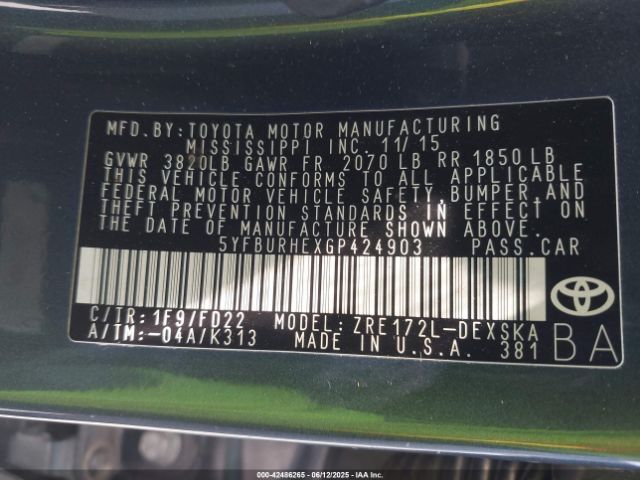 MFD.BY:TOYOTA MOTOR MANUFACTURING
MISSISSIPPI INC. 11/15
GVWR 3820LB GAWR FR 2070 LB RR 1850 LB
THIS VEHICLE CONFORMS TO ALL APPLICABLE
FEDERAL MOTOR VEHICLE SAFETY,BUMPER,AND
THEFT PREVENTION STANDARDS IN EFFECT ON
THE DATE OF MANUFACTURE SHOWN ABOVE.
5YFBURHEXGP424903 PASS.CAR
C/TR:1F9/FD22 MODEL:ZRE172L-DEXSKA
A/TM:-04A/K313 MADE IN U.S.A. 381 BA
000-42486265 - 06/12/2025 - IAA Inc.